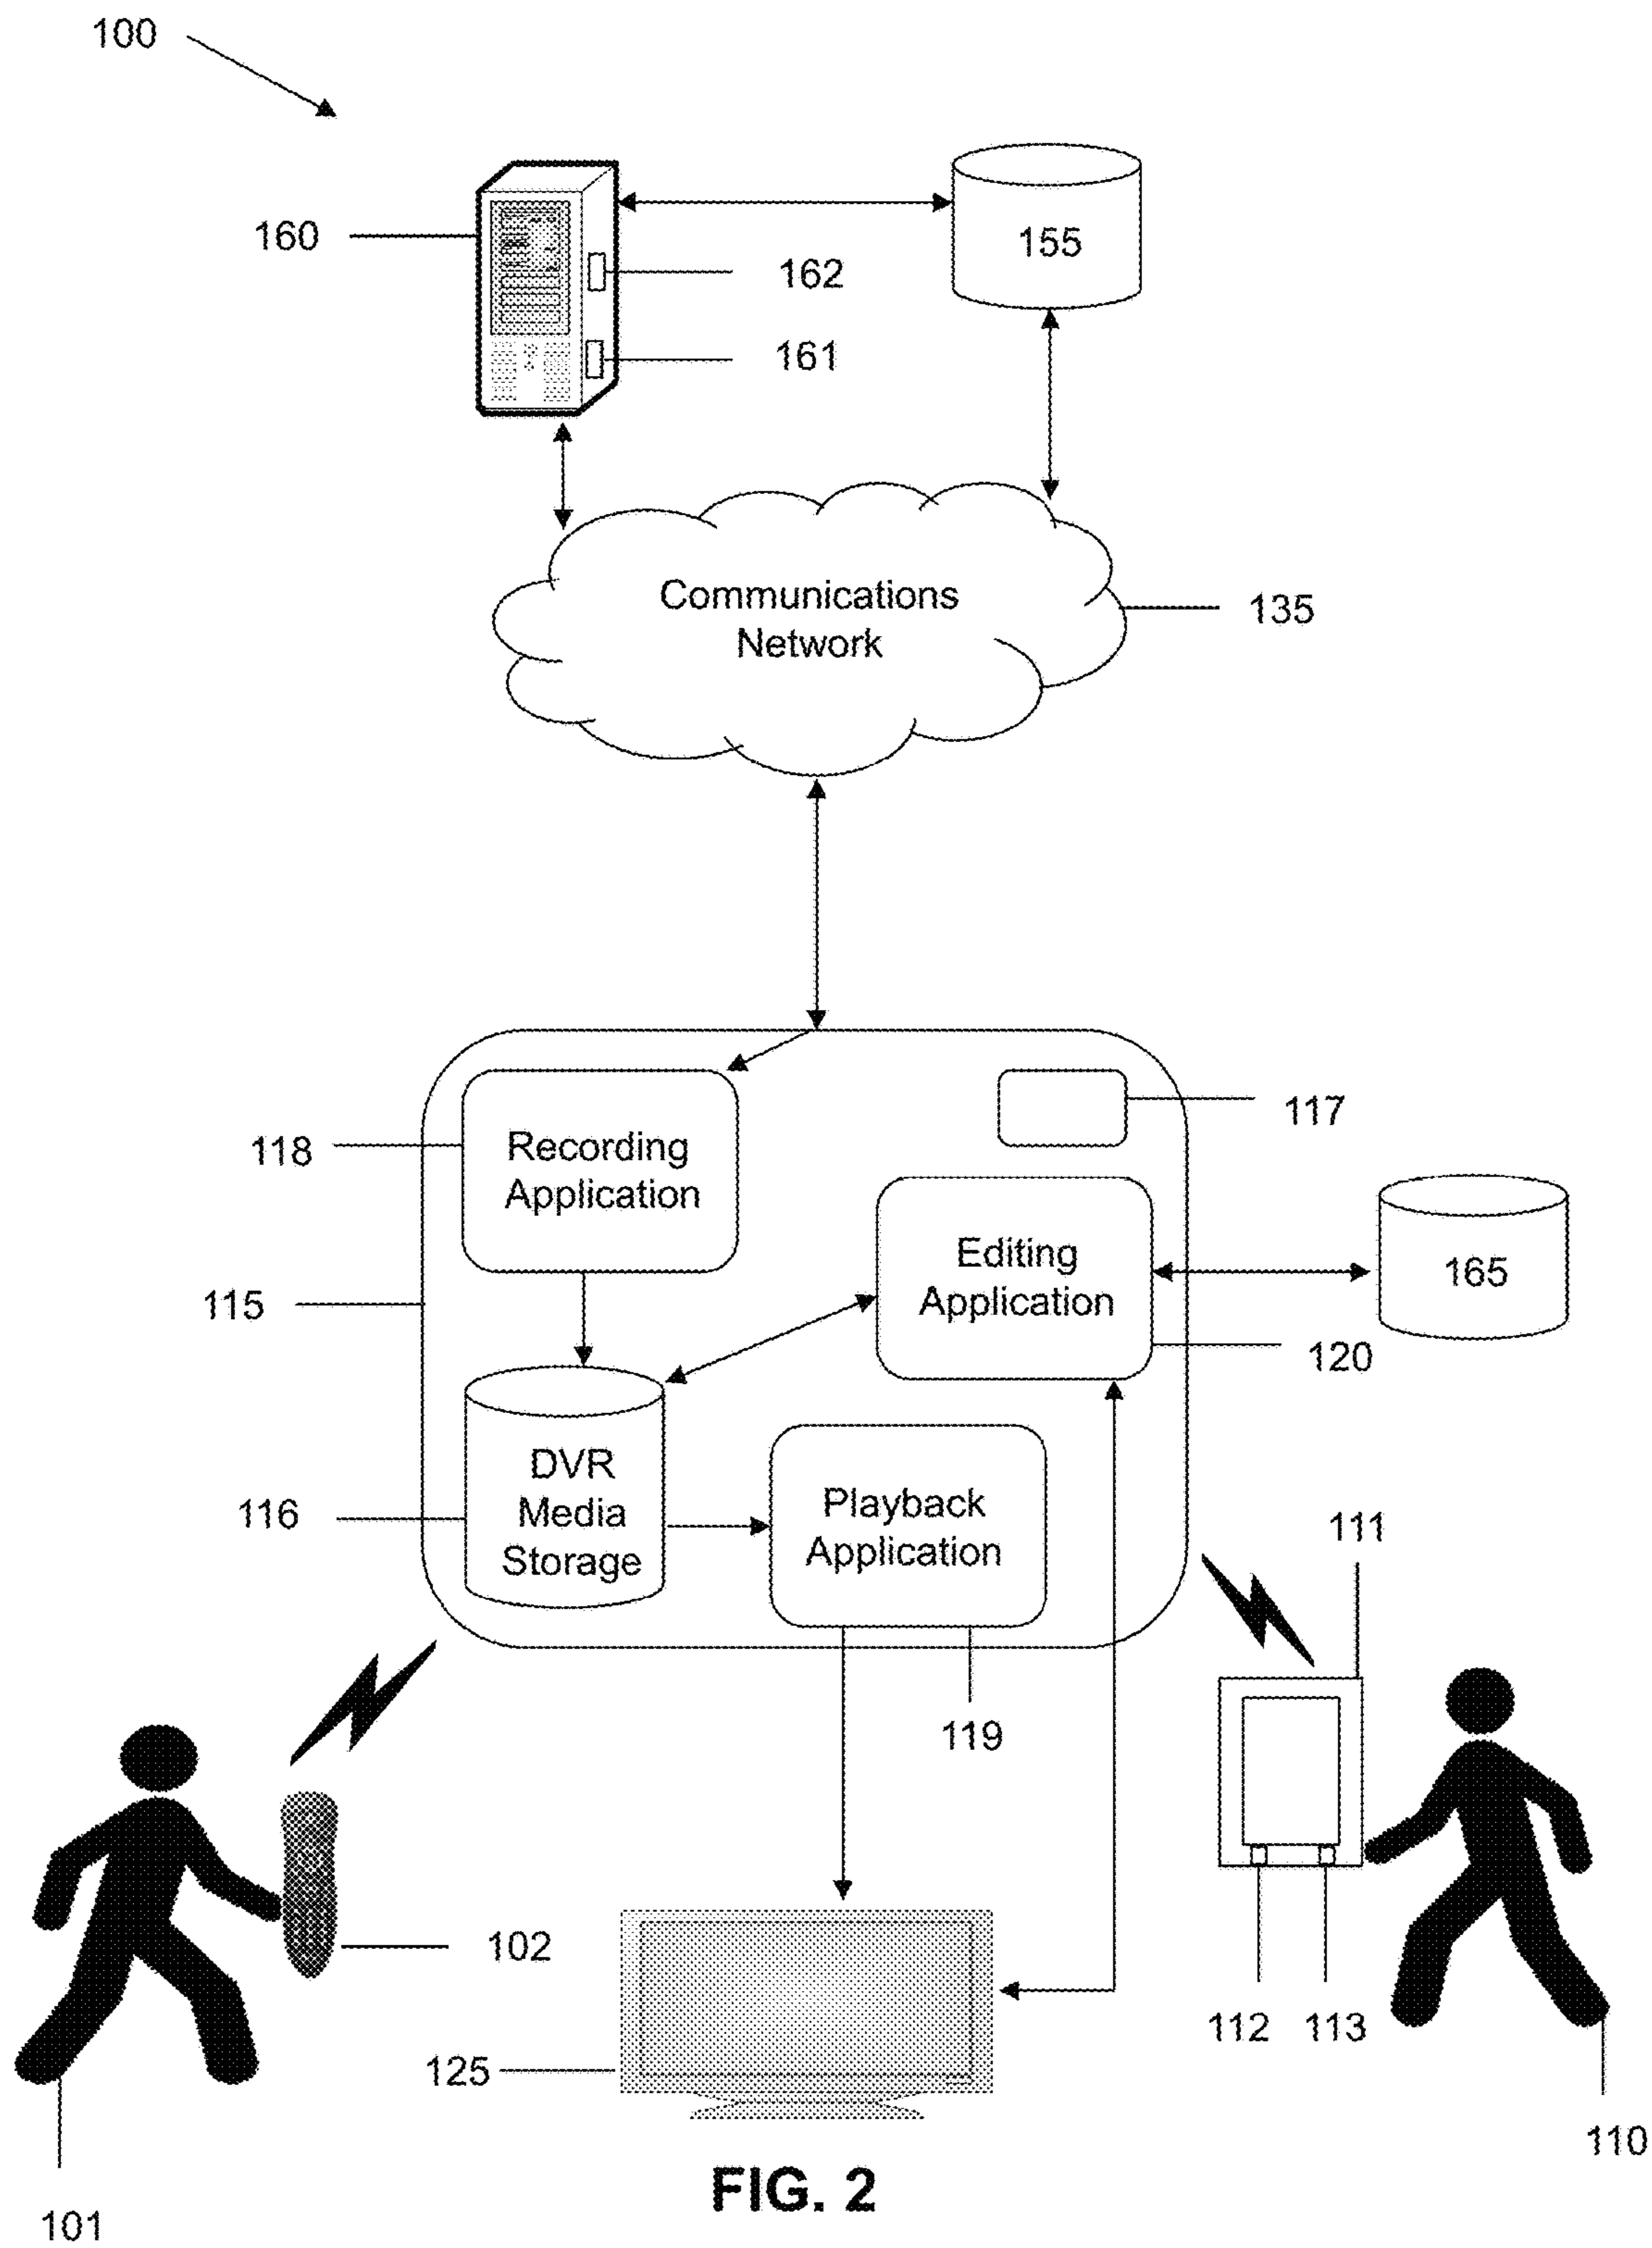 100
160
155
162
161
Communications
Network
135
118
Recording
Application
117
115
Editing
Application
165
120
116
DVR
Media
Storage
Playback
Application
111
119
102
112
113
125
110
101
FIG. 2